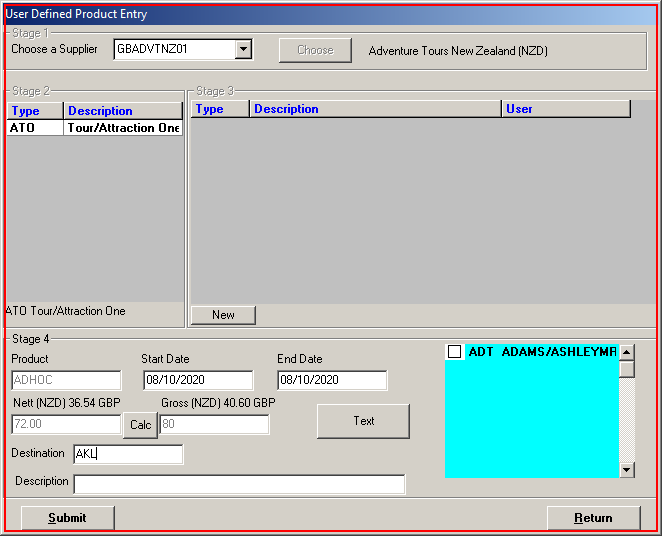 User Defined Product Entry
Stage 1
Choose a Supplier GBADVTNZ01 Choose Adventure Tours New Zealand (NZD)
Stage 2 Stage 3
Type Description Type Description User
ATO Tour/Attraction One
ATO Tour/Attraction One New
Stage 4
ADT ADAMS/ASHLEYMR
Product Start Date End Date
ADHOC 08/10/2020 08/10/2020
Nett (NZD) 36.54 GBP Gross (NZD) 40.60 GBP
72.00 Calc 80 Text
Destination AKL
Description
Submit Return